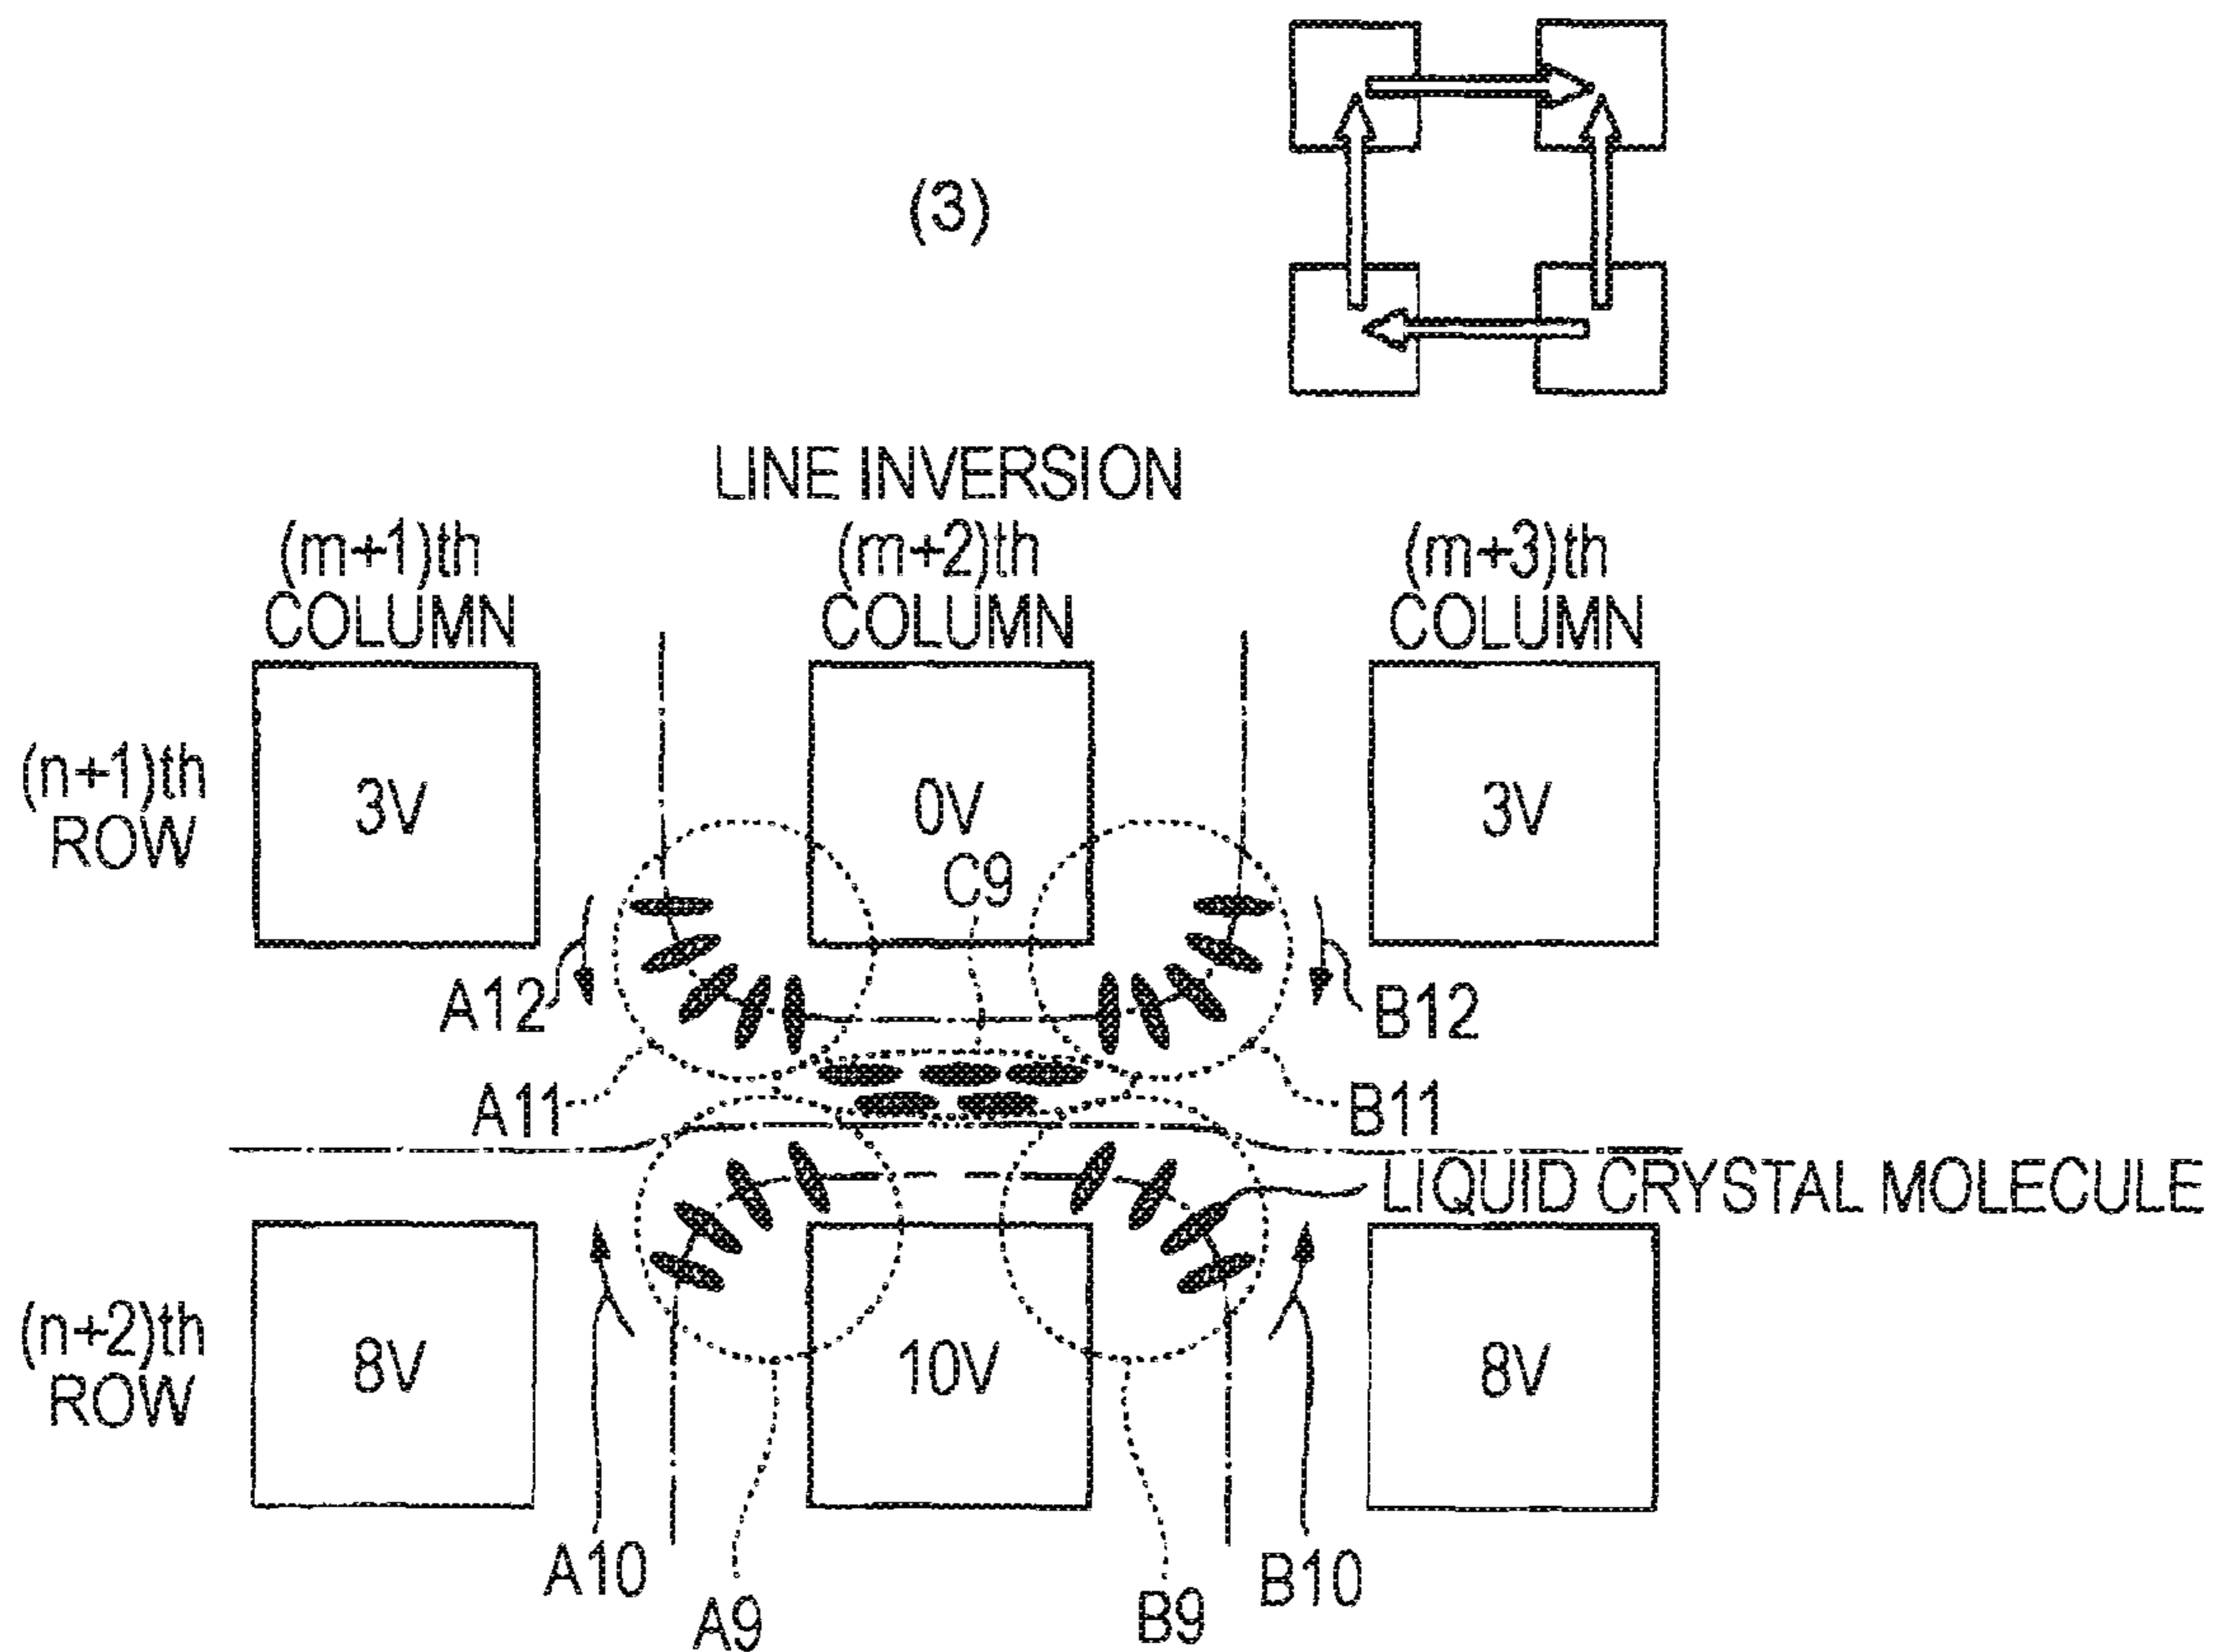 (3)
LINE INVERSION
(m+1)th
COLUMN
(m+2)th
COLUMN
(m+3)th
COLUMN
(n+1)th
ROW
3V
0V
3V
C9
A12
B12
A11
B11
LIQUID CRYSTAL MOLECULE
(n+2)th
ROW
8V
10V
8V
A10
A9
B9
B10